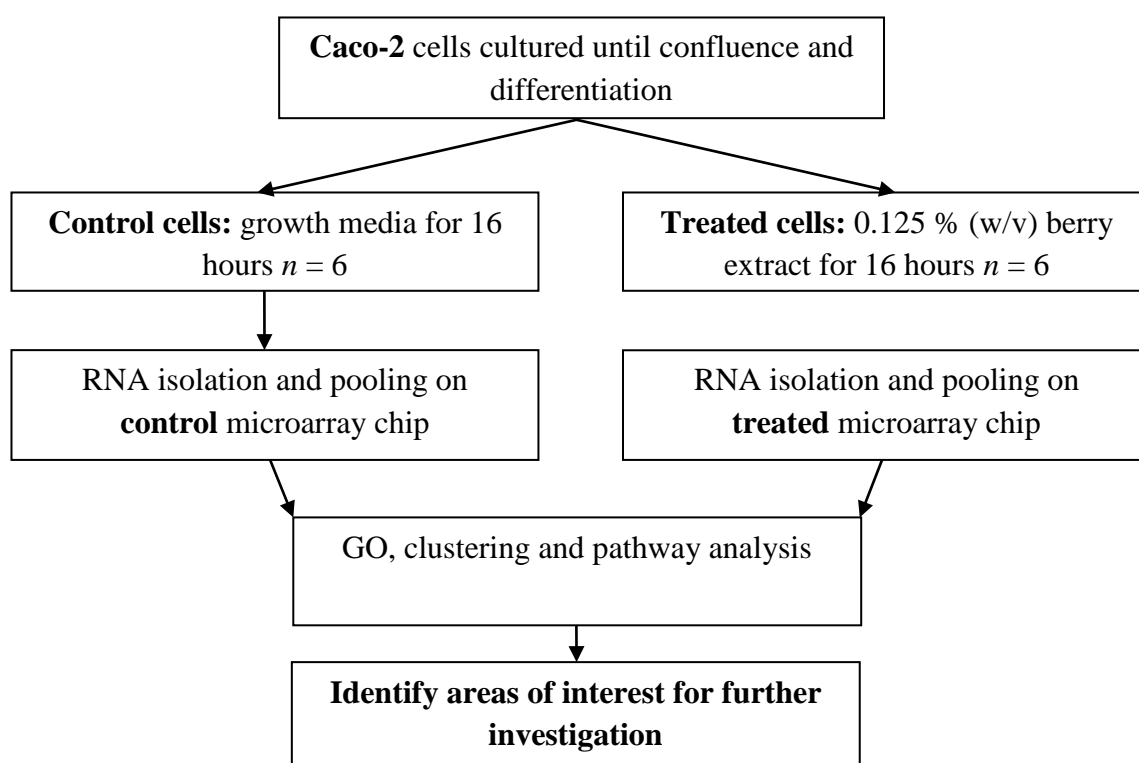 Caco-2 cells cultured until confluence and
differentiation
Control cells: growth media for 16
hours n = 6
Treated cells: 0.125 % (w/v) berry
extract for 16 hours n = 6
RNA isolation and pooling on
control microarray chip
RNA isolation and pooling on
treated microarray chip
GO, clustering and pathway analysis
Identify areas of interest for further
investigation